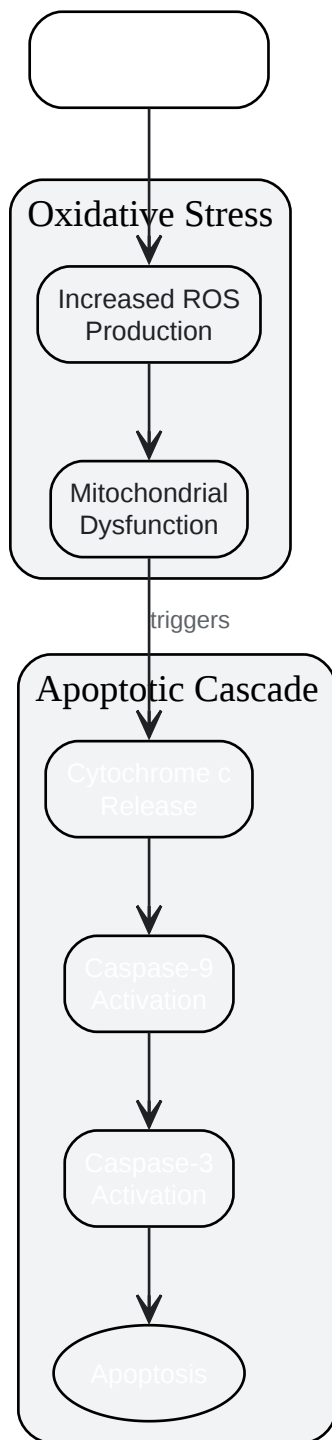 Oxidative Stress
Increased ROS
Production
Mitochondrial
Dysfunction
triggers
Apoptotic Cascade
Cytochrome c
Release
Caspase-9
Activation
Caspase-3
Activation
Apoptosis